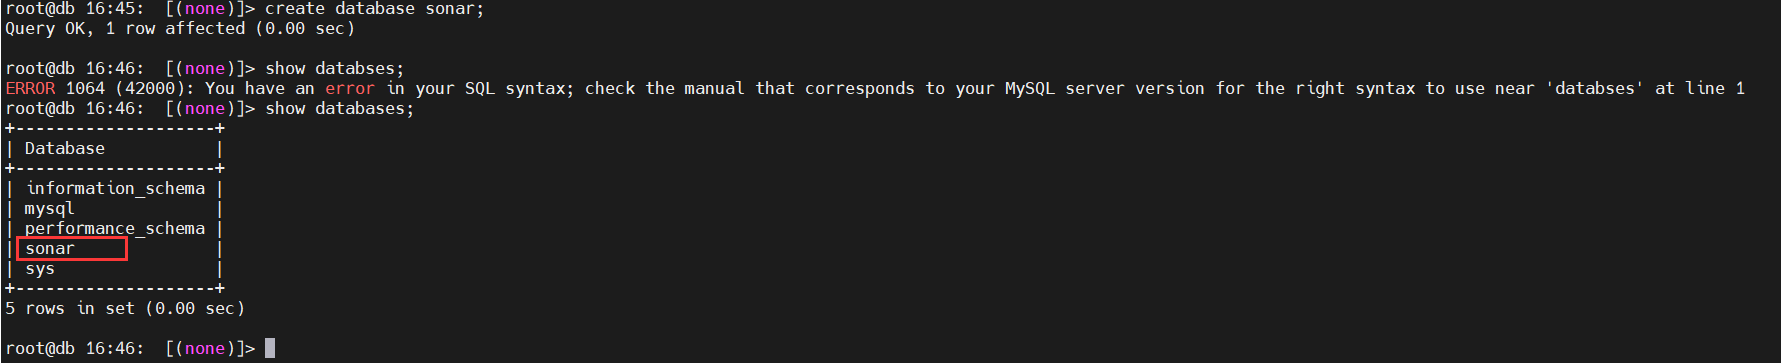 root@db 16:45:  [(none)]> create database sonar;
Query OK, 1 row affected (0.00 sec)
root@db 16:46:  [(none)]> show databses;
ERROR 1064 (42000): You have an error in your SQL syntax; check the manual that corresponds to your MySQL server version for the right syntax to use near 'databses' at line 1
root@db 16:46:  [(none)]> show databases;
+--------------------+
| Database           |
+--------------------+
| information_schema |
| mysql              |
| performance_schema |
| sonar              |
| sys                |
+--------------------+
5 rows in set (0.00 sec)
root@db 16:46:  [(none)]>